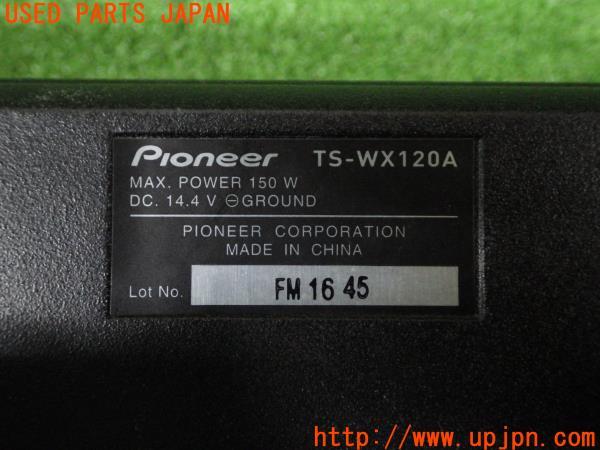 USED PARTS JAPAN
Pioneer TS-WX120A
MAX. POWER 150 W
DC. 14.4 V ⊖GROUND
PIONEER CORPORATION
MADE IN CHINA
Lot No. FM 16 45
http://www.upjpn.com